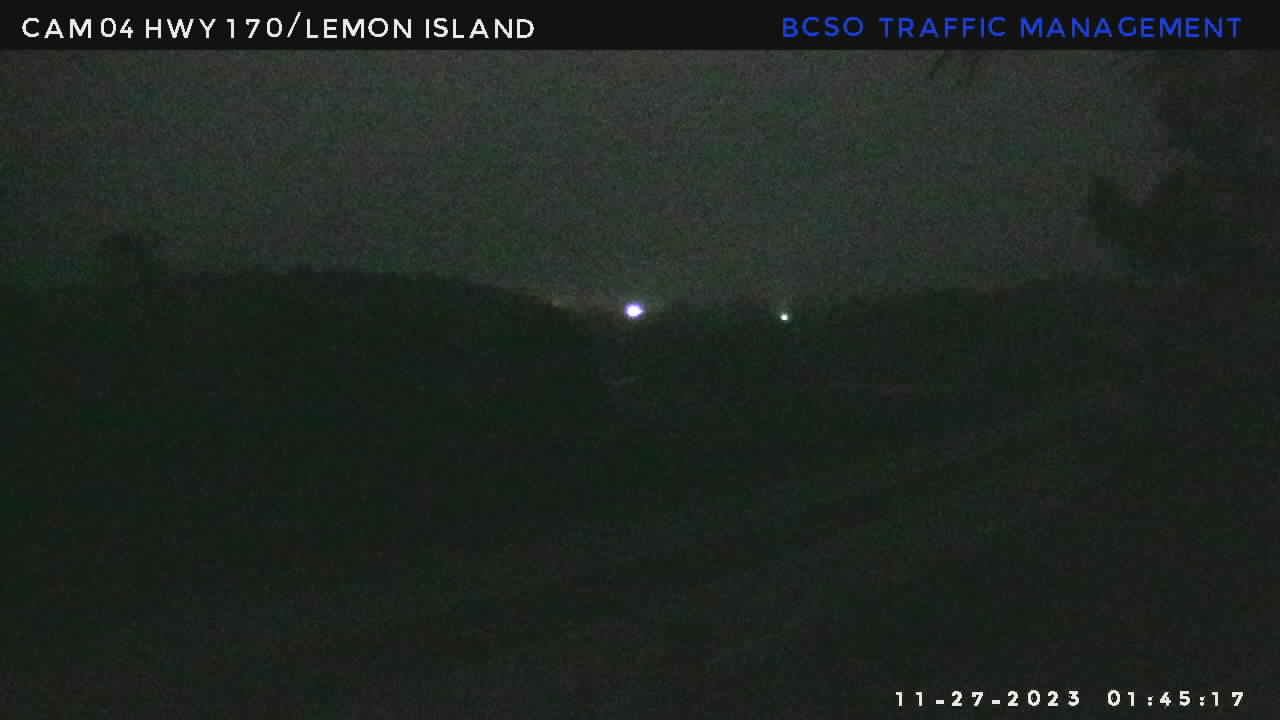 CAM04 HWY 170/LEMON ISLAND
BCSO TRAFFIC MANAGEMENT
11-27-2023 01:45:17